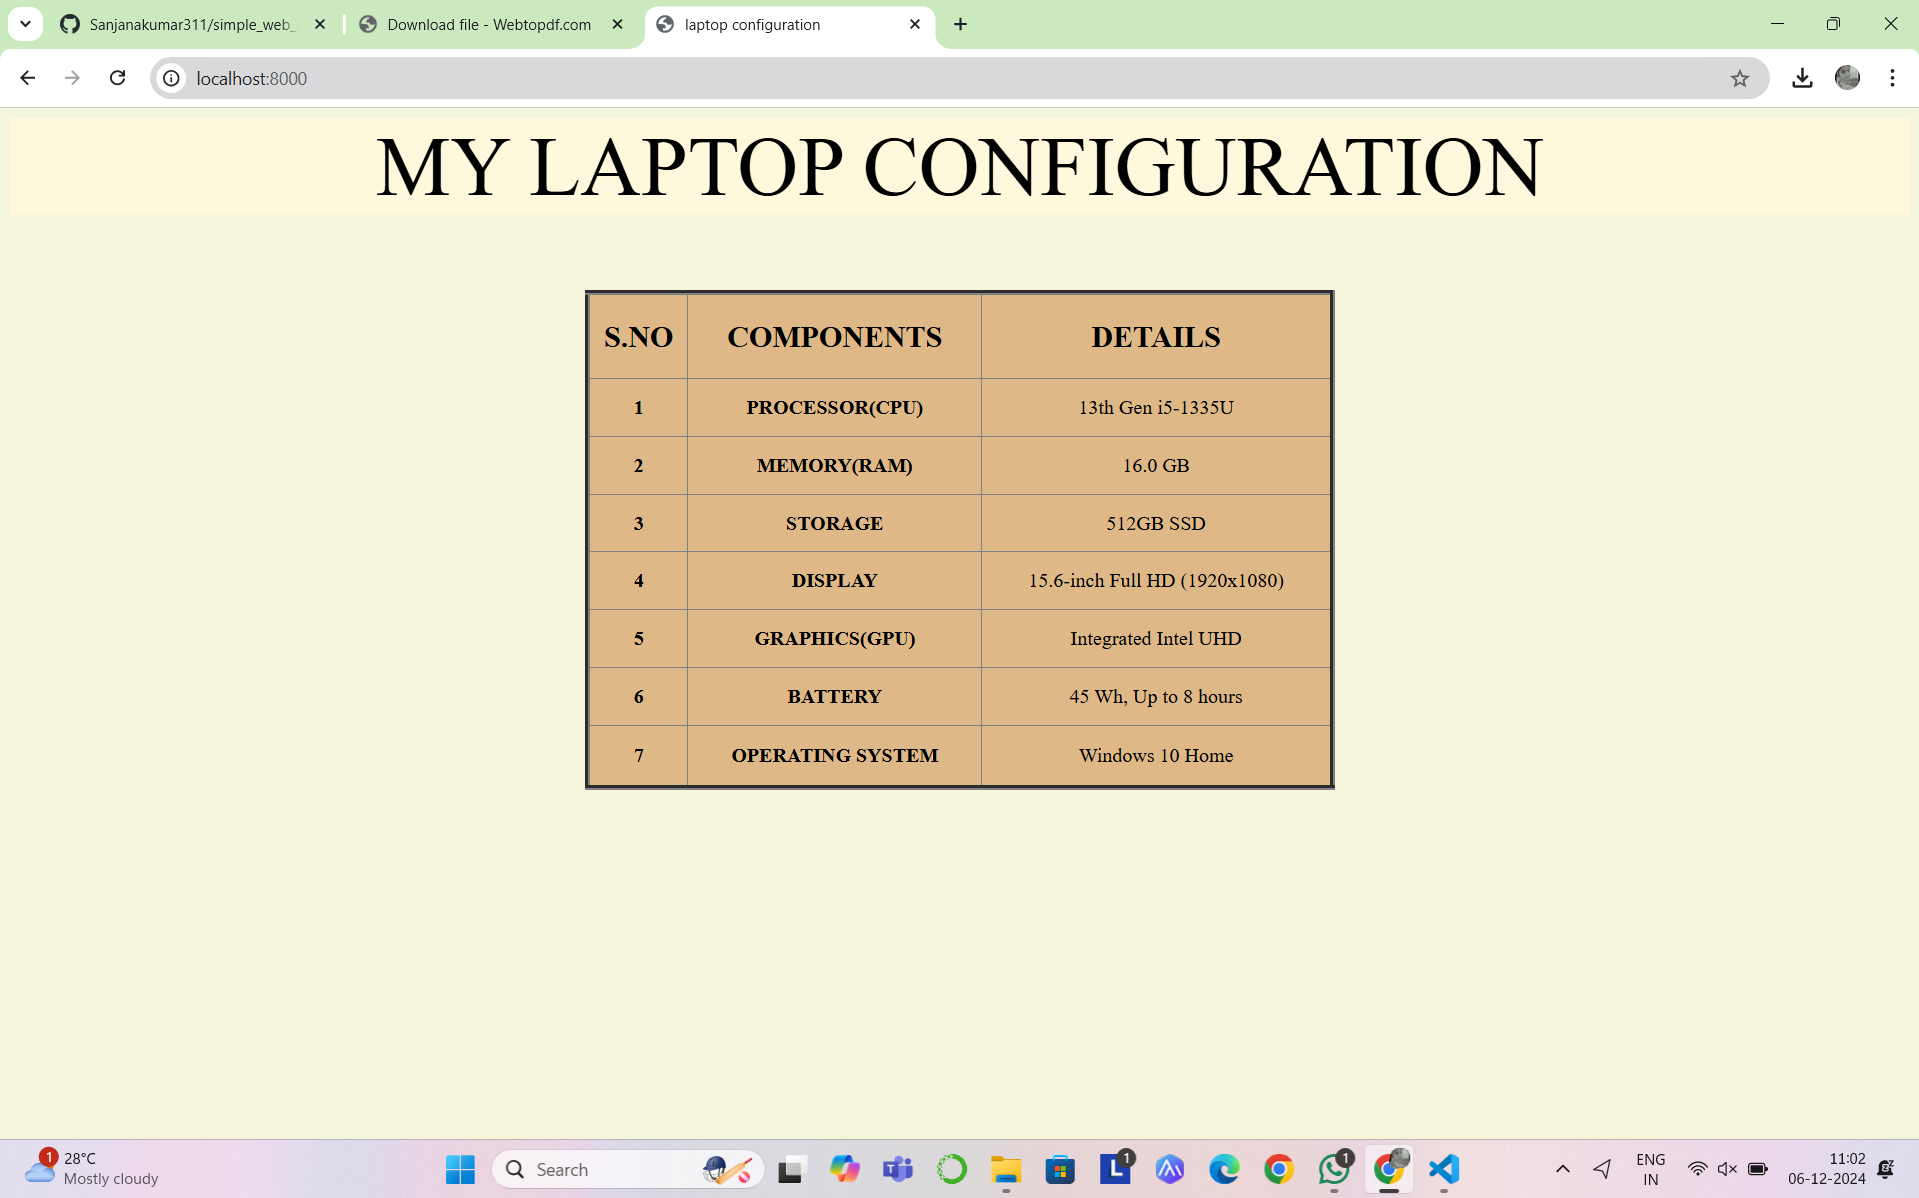 Sanjanakumar311/simple_web_
Download file - Webtopdf.com
laptop configuration
localhost:8000
MY LAPTOP CONFIGURATION
S.NO COMPONENTS DETAILS
1 PROCESSOR(CPU) 13th Gen i5-1335U
2 MEMORY(RAM) 16.0 GB
3 STORAGE 512GB SSD
4 DISPLAY 15.6-inch Full HD (1920x1080)
5 GRAPHICS(GPU) Integrated Intel UHD
6 BATTERY 45 Wh, Up to 8 hours
7 OPERATING SYSTEM Windows 10 Home
1
28°C
Mostly cloudy
Search
T
L
1
1
ENG
IN
11:02
06-12-2024